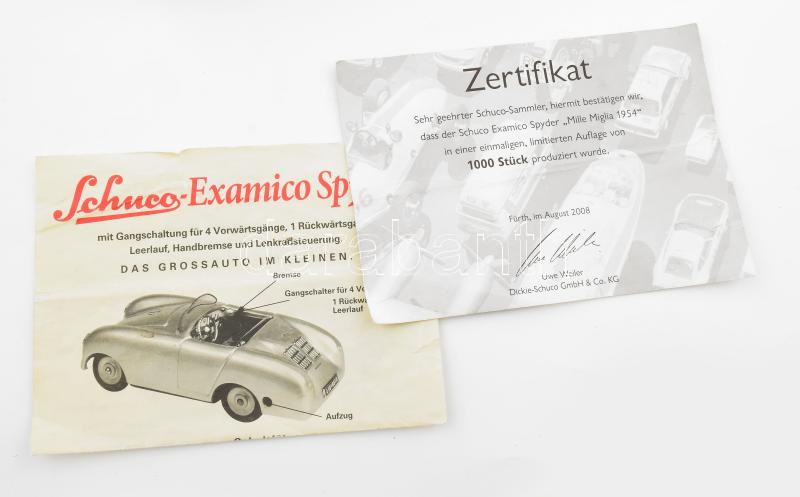 Zertifikat
Sehr geehrter Schuco-Sammler, hiermit bestätigen wir,
dass der Schuco Examico Spyder „Mille Miglia 1954“
in einer einmaligen, limitierten Auflage von
1000 Stück produziert wurde.
Fürth, im August 2008
Uwe Weiler
Dickie-Schuco GmbH & Co. KG
Schuco-Examico Sp
mit Gangschaltung für 4 Vorwärtsgänge, 1 Rückwärtsga
Leerlauf, Handbremse und Lenkradsteuerung.
DAS GROSSAUTO IM KLEINEN.
Bremse
Gangschalter für 4 Vo
1 Rückwä
Leerlauf
Aufzug